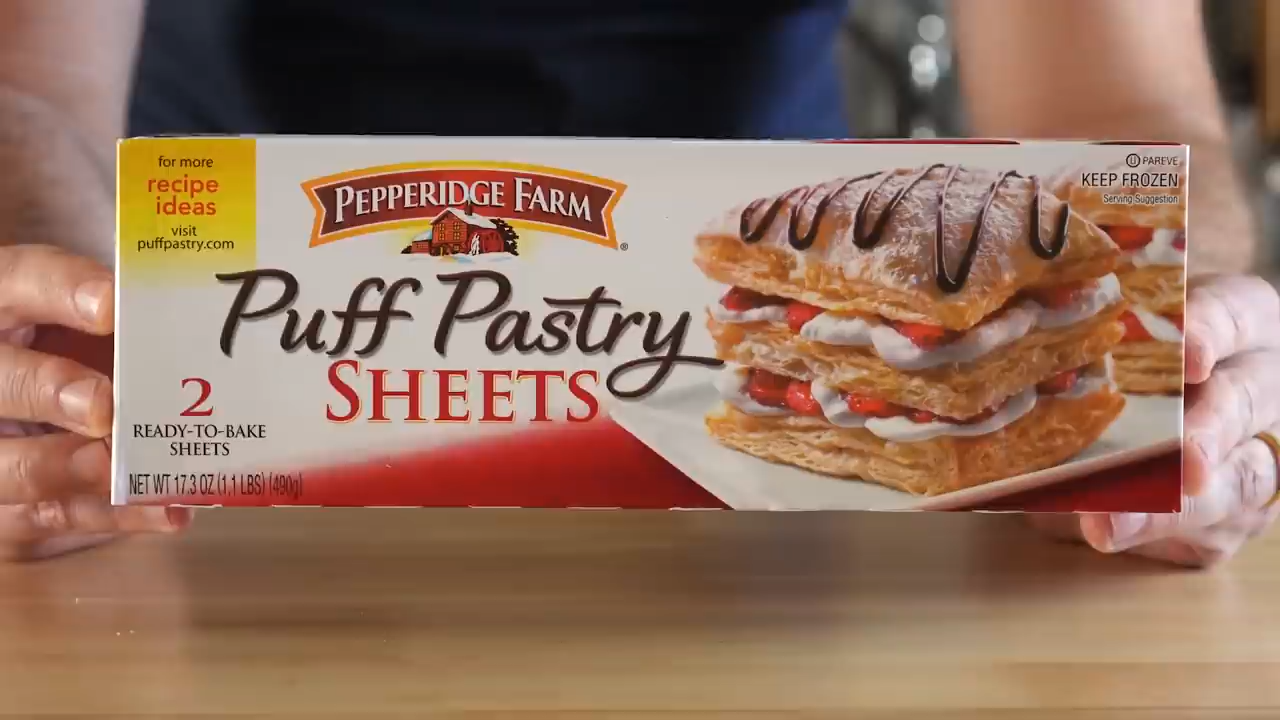 for more
recipe
ideas
visit
puffpastry.com
PEPPERIDGE FARM®
Puff Pastry
SHEETS
2
READY-TO-BAKE
SHEETS
NET WT 17.3 OZ (1.1 LBS) (490g)
Ⓤ PAREVE
KEEP FROZEN
Serving Suggestion